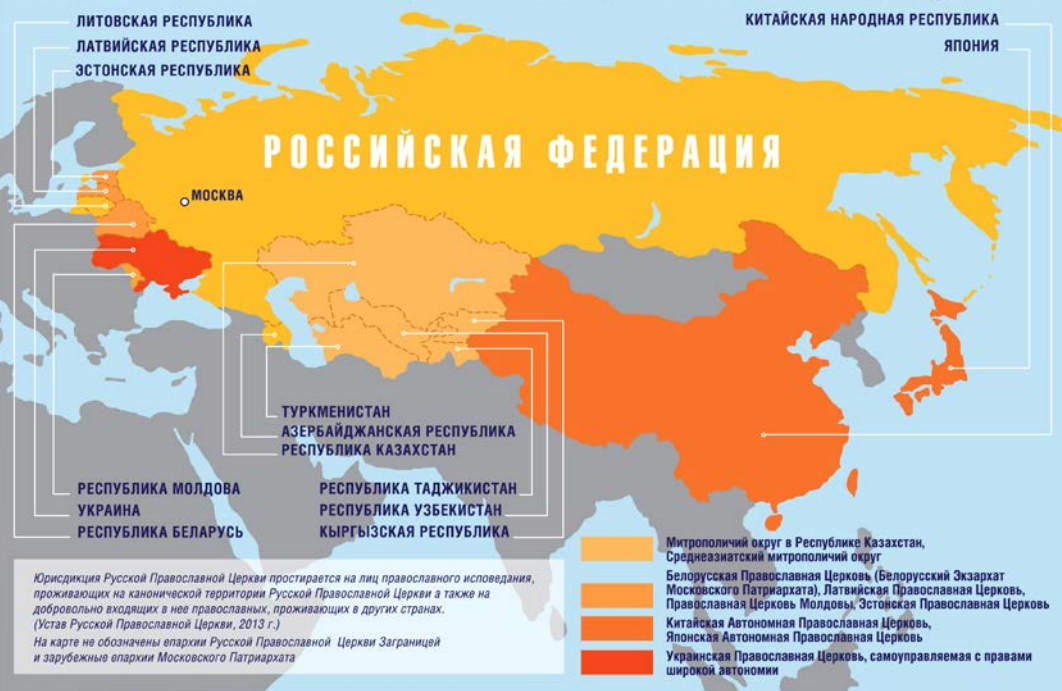 ЛИТОВСКАЯ РЕСПУБЛИКА
ЛАТВИЙСКАЯ РЕСПУБЛИКА
ЭСТОНСКАЯ РЕСПУБЛИКА
КИТАЙСКАЯ НАРОДНАЯ РЕСПУБЛИКА
ЯПОНИЯ
РОССИЙСКАЯ ФЕДЕРАЦИЯ
МОСКВА
ТУРКМЕНИСТАН
АЗЕРБАЙДЖАНСКАЯ РЕСПУБЛИКА
РЕСПУБЛИКА КАЗАХСТАН
РЕСПУБЛИКА МОЛДОВА
УКРАИНА
РЕСПУБЛИКА БЕЛАРУСЬ
РЕСПУБЛИКА ТАДЖИКИСТАН
РЕСПУБЛИКА УЗБЕКИСТАН
КЫРГЫЗСКАЯ РЕСПУБЛИКА
Юрисдикция Русской Православной Церкви простирается на лиц православного исповедания,
проживающих на канонической территории Русской Православной Церкви а также на
добровольно входящих в нее православных, проживающих в других странах.
(Устав Русской Православной Церкви, 2013 г.)
На карте не обозначены епархии Русской Православной Церкви Заграницей
и зарубежные епархии Московского Патриархата
Митрополичий округ в Республике Казахстан,
Среднеазиатский митрополичий округ
Белорусская Православная Церковь (Белорусский Экзархат
Московского Патриархата), Латвийская Православная Церковь,
Православная Церковь Молдовы, Эстонская Православная Церковь
Китайская Автономная Православная Церковь,
Японская Автономная Православная Церковь
Украинская Православная Церковь, самоуправляемая с правами
широкой автономии